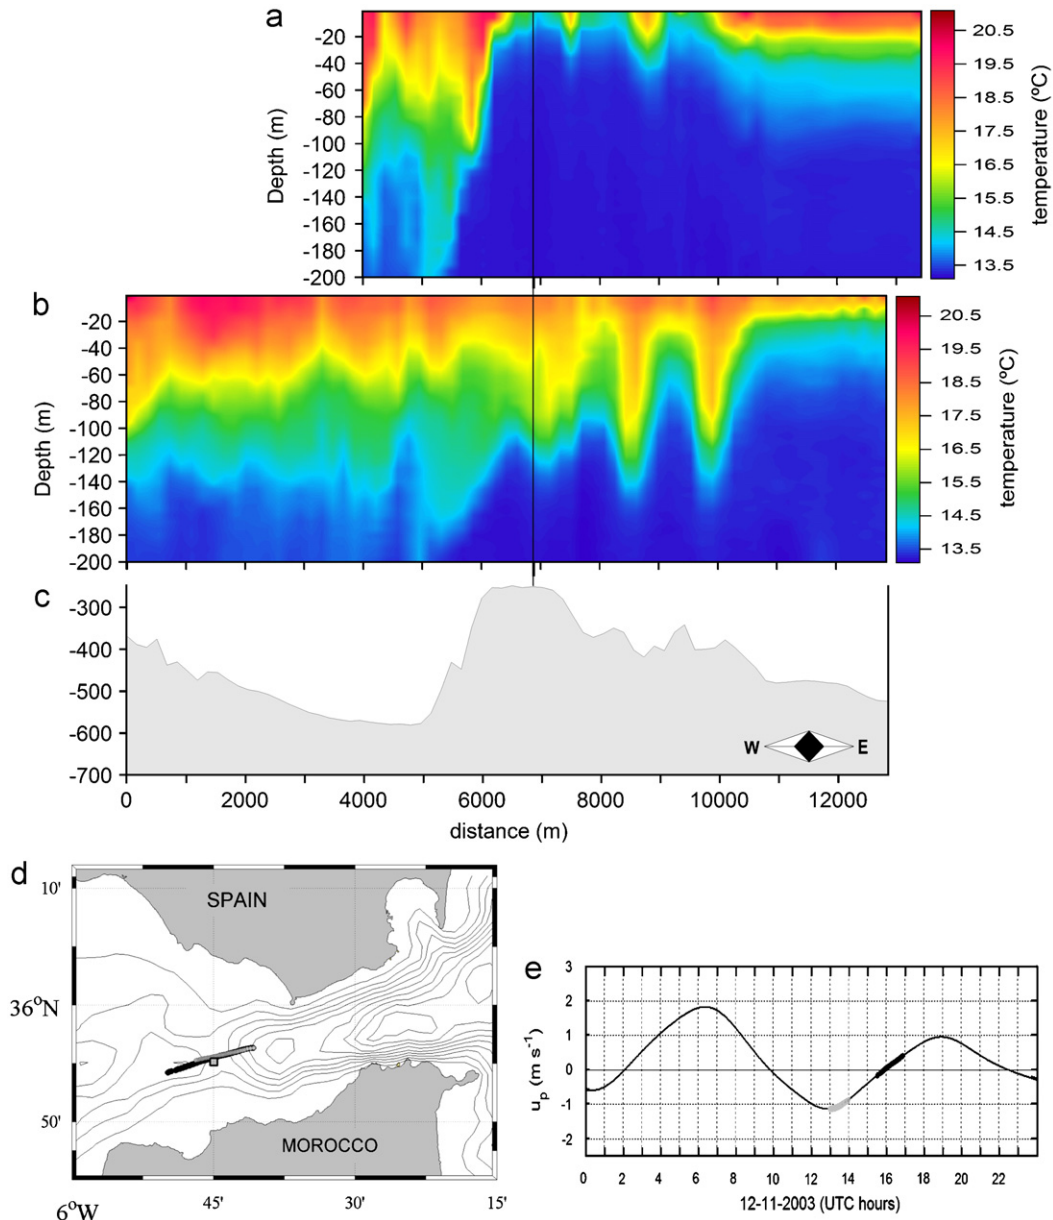 a
-20
-40
-60
-80
-100
-120
-140
-160
-180
-200
Depth (m)
20.5
19.5
18.5
17.5
16.5
15.5
14.5
13.5
temperature (ºC)
b
-20
-40
-60
-80
-100
-120
-140
-160
-180
-200
Depth (m)
20.5
19.5
18.5
17.5
16.5
15.5
14.5
13.5
temperature (ºC)
c
-300
-400
-500
-600
-700
W E
0 2000 4000 6000 8000 10000 12000
distance (m)
d
10'
36°N
50'
SPAIN
MOROCCO
6°W 45' 30' 15'
e
3
2
1
0
-1
-2
u_p (m s⁻¹)
0 2 4 6 8 10 12 14 16 18 20 22
12-11-2003 (UTC hours)